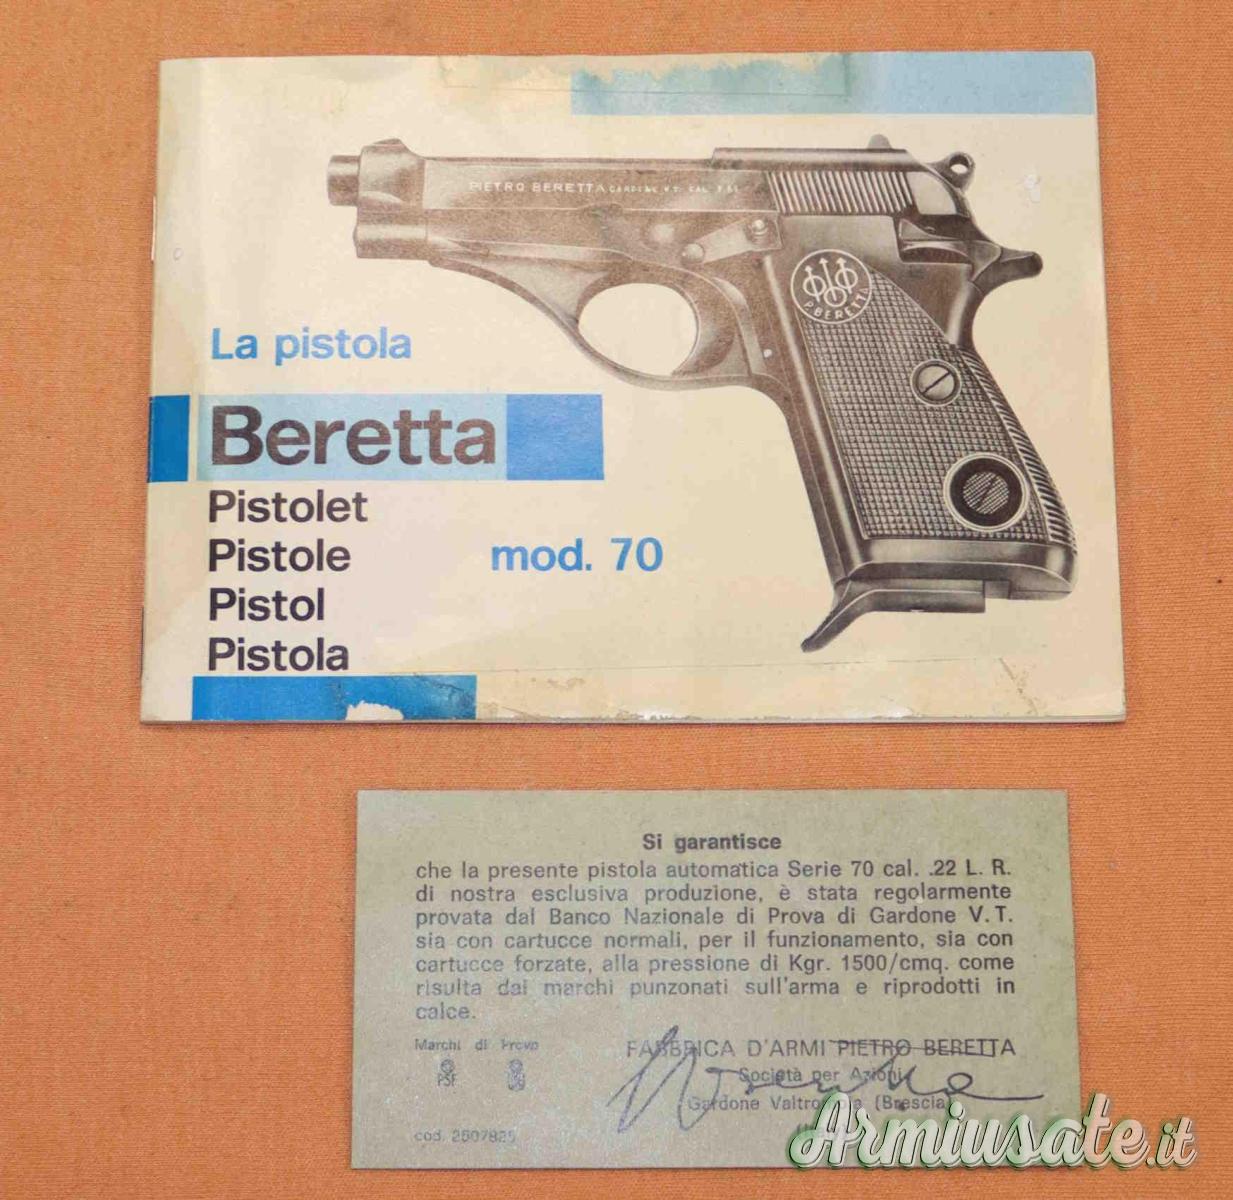 PIETRO BERETTA GARDONE V.T. CAL.
P.BERETTA
La pistola
Beretta
Pistolet
Pistole
mod. 70
Pistol
Pistola
Si garantisce
che la presente pistola automatica Serie 70 cal. .22 L. R.
di nostra esclusiva produzione, è stata regolarmente
provata dal Banco Nazionale di Prova di Gardone V.T.
sia con cartucce normali, per il funzionamento, sia con
cartucce forzate, alla pressione di Kgr. 1500/cmq. come
risulta dai marchi punzonati sull'arma e riprodotti in
calce.
Marchi di Prova
PSF
FABBRICA D'ARMI PIETRO BERETTA
Società per Azioni
Gardone Valtrompia (Brescia)
cod. 2507825
Armiusate.it